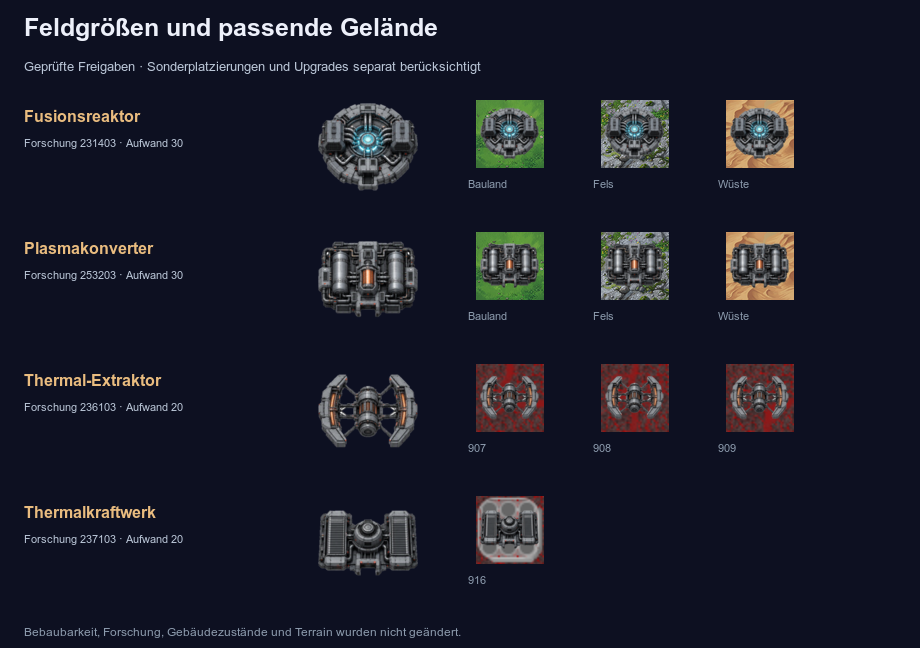 Feldgrößen und passende Gelände
Geprüfte Freigaben · Sonderplatzierungen und Upgrades separat berücksichtigt
Fusionsreaktor
Forschung 231403 · Aufwand 30
Bauland
Fels
Wüste
Plasmakonverter
Forschung 253203 · Aufwand 30
Bauland
Fels
Wüste
Thermal-Extraktor
Forschung 236103 · Aufwand 20
907
908
909
Thermalkraftwerk
Forschung 237103 · Aufwand 20
916
Bebaubarkeit, Forschung, Gebäudezustände und Terrain wurden nicht geändert.